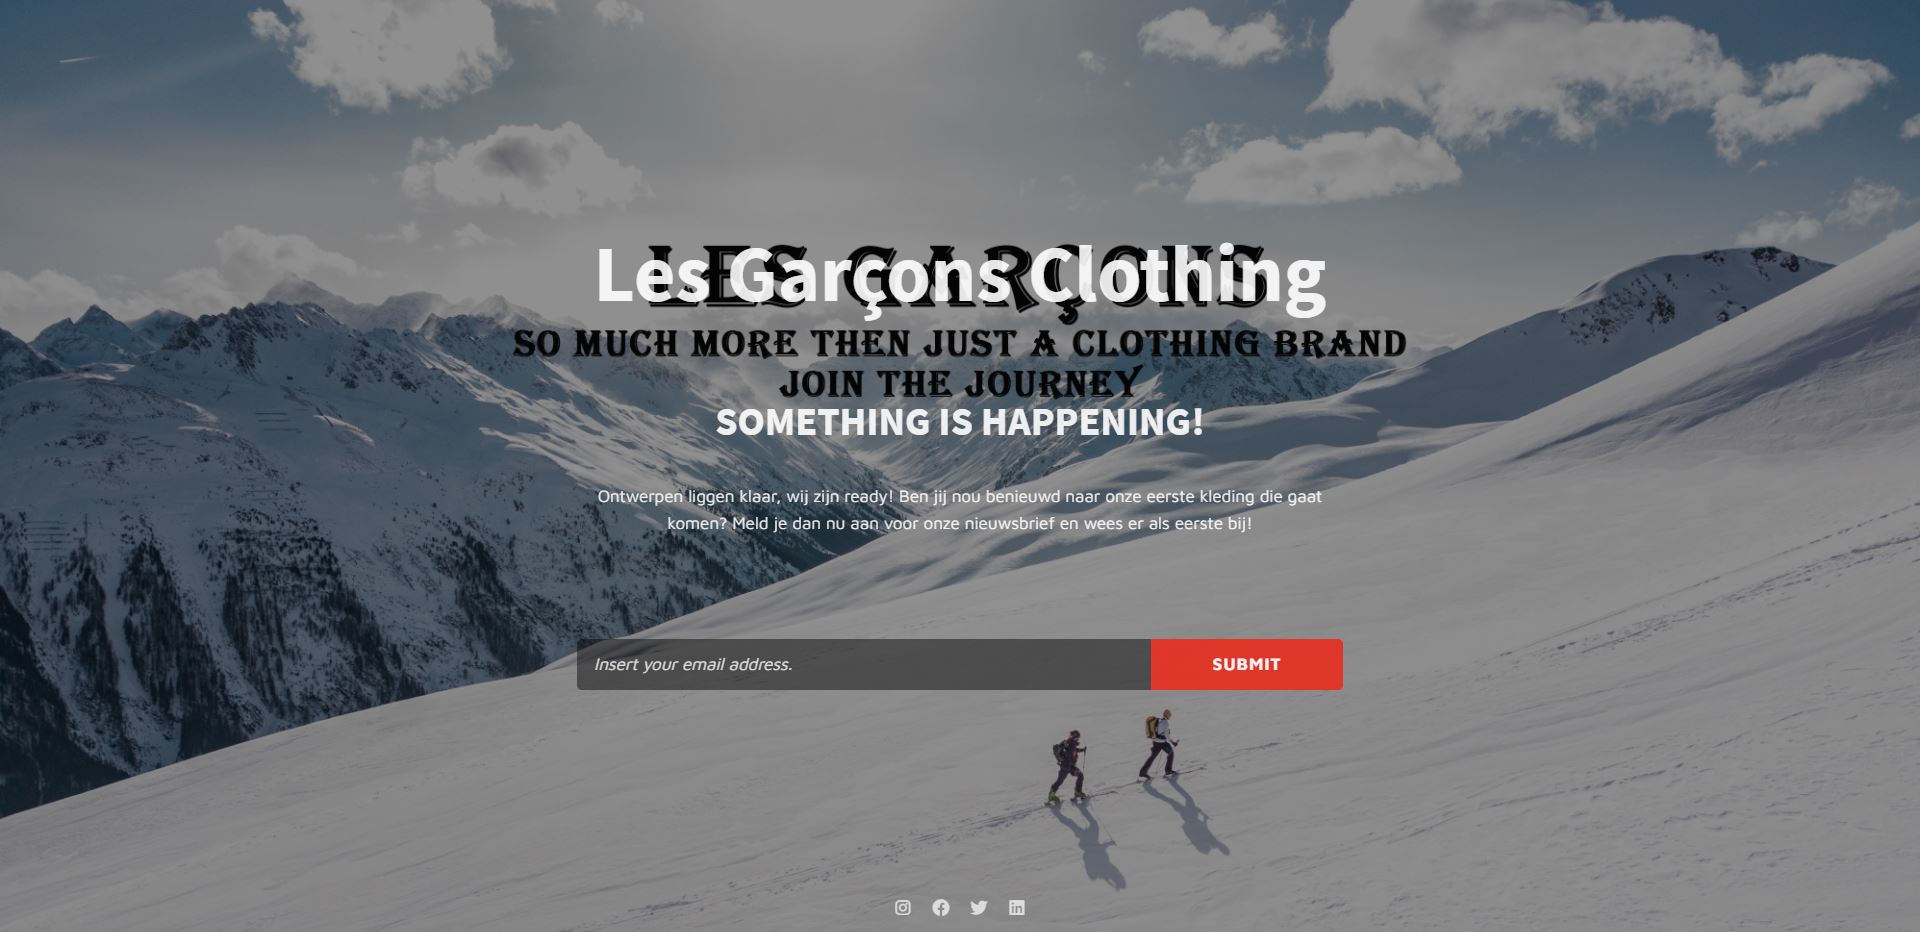 LES GARÇONS
Les Garçons Clothing
SO MUCH MORE THEN JUST A CLOTHING BRAND
JOIN THE JOURNEY
SOMETHING IS HAPPENING!
Ontwerpen liggen klaar, wij zijn ready! Ben jij nou benieuwd naar onze eerste kleding die gaat
komen? Meld je dan nu aan voor onze nieuwsbrief en wees er als eerste bij!
Insert your email address.
SUBMIT